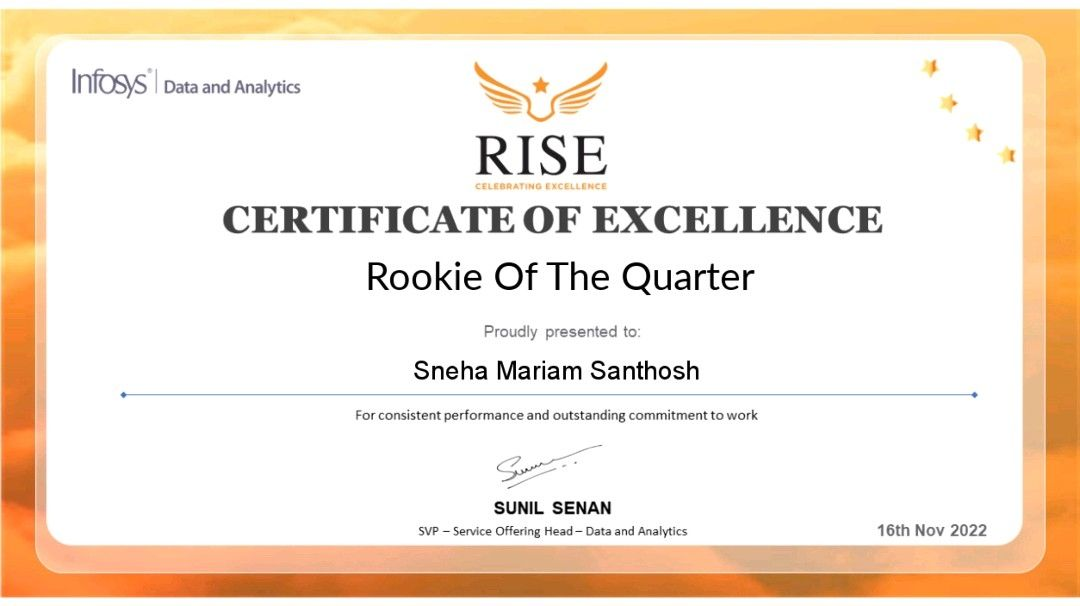 Infosys® | Data and Analytics
RISE
CELEBRATING EXCELLENCE
CERTIFICATE OF EXCELLENCE
Rookie Of The Quarter
Proudly presented to:
Sneha Mariam Santhosh
For consistent performance and outstanding commitment to work
SUNIL SENAN
SVP – Service Offering Head – Data and Analytics
16th Nov 2022